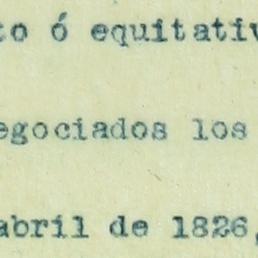 to ó equitativ
egociados los
abril de 1826,